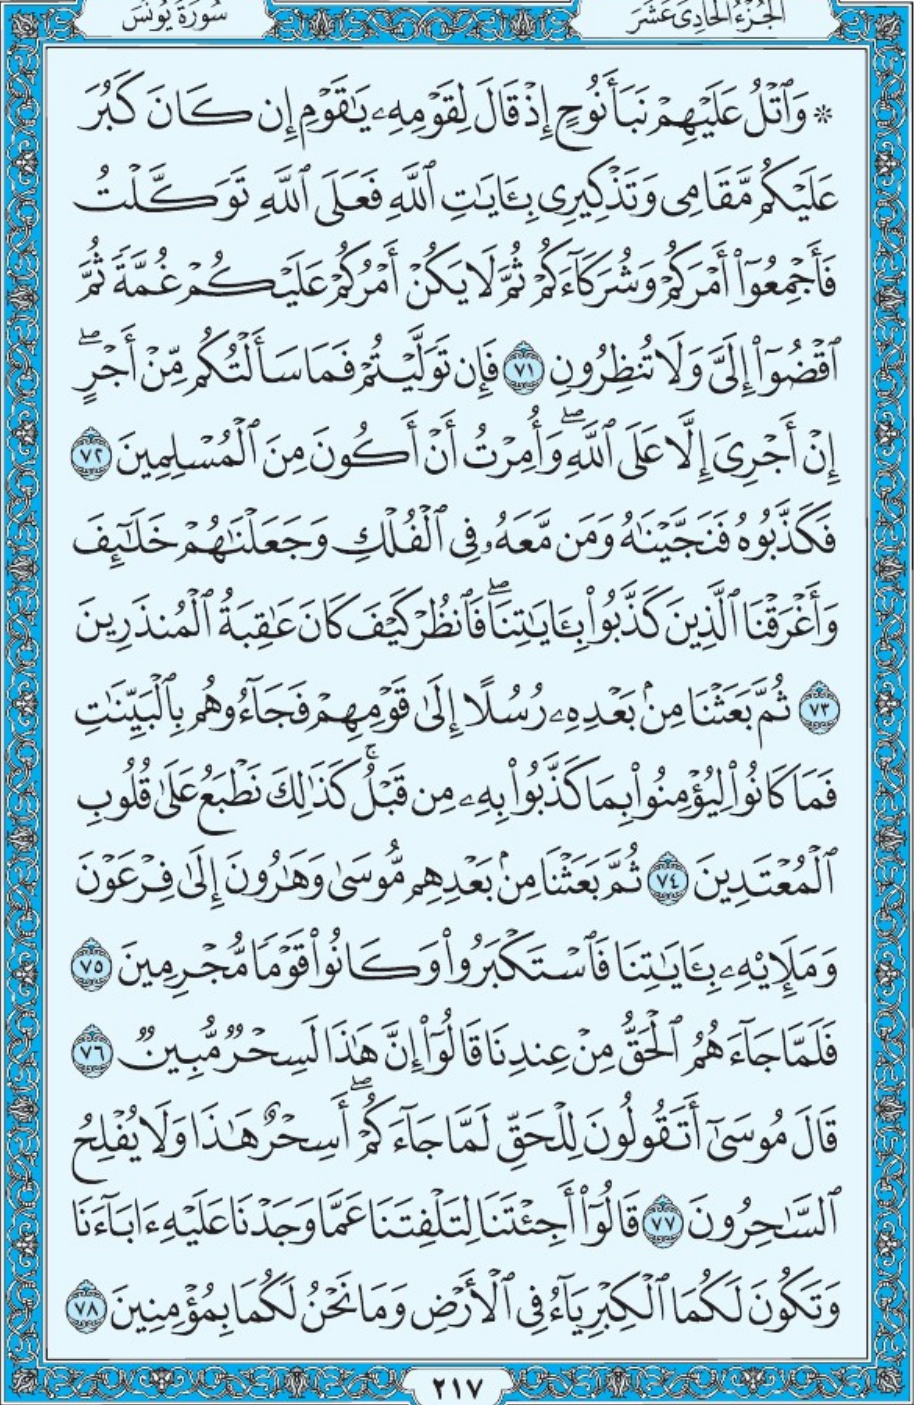 سُورَةُ يُونُسَ
الجُزْءُ الحَادِي عَشَرَ
۞ وَٱتْلُ عَلَيْهِمْ نَبَأَ نُوحٍ إِذْ قَالَ لِقَوْمِهِۦ يَٰقَوْمِ إِن كَانَ كَبُرَ
عَلَيْكُم مَّقَامِى وَتَذْكِيرِى بِـَٔايَٰتِ ٱللَّهِ فَعَلَى ٱللَّهِ تَوَكَّلْتُ
فَأَجْمِعُوٓا۟ أَمْرَكُمْ وَشُرَكَآءَكُمْ ثُمَّ لَا يَكُنْ أَمْرُكُمْ عَلَيْكُمْ غُمَّةً ثُمَّ
ٱقْضُوٓا۟ إِلَىَّ وَلَا تُنظِرُونِ ٧١ فَإِن تَوَلَّيْتُمْ فَمَا سَأَلْتُكُم مِّنْ أَجْرٍ ۖ
إِنْ أَجْرِىَ إِلَّا عَلَى ٱللَّهِ ۖ وَأُمِرْتُ أَنْ أَكُونَ مِنَ ٱلْمُسْلِمِينَ ٧٢
فَكَذَّبُوهُ فَنَجَّيْنَٰهُ وَمَن مَّعَهُۥ فِى ٱلْفُلْكِ وَجَعَلْنَٰهُمْ خَلَٰٓئِفَ
وَأَغْرَقْنَا ٱلَّذِينَ كَذَّبُوا۟ بِـَٔايَٰتِنَا ۖ فَٱنظُرْ كَيْفَ كَانَ عَٰقِبَةُ ٱلْمُنذَرِينَ
٧٣ ثُمَّ بَعَثْنَا مِنۢ بَعْدِهِۦ رُسُلًا إِلَىٰ قَوْمِهِمْ فَجَآءُوهُم بِٱلْبَيِّنَٰتِ
فَمَا كَانُوا۟ لِيُؤْمِنُوا۟ بِمَا كَذَّبُوا۟ بِهِۦ مِن قَبْلُ ۚ كَذَٰلِكَ نَطْبَعُ عَلَىٰ قُلُوبِ
ٱلْمُعْتَدِينَ ٧٤ ثُمَّ بَعَثْنَا مِنۢ بَعْدِهِم مُّوسَىٰ وَهَٰرُونَ إِلَىٰ فِرْعَوْنَ
وَمَلَإِي۟هِۦ بِـَٔايَٰتِنَا فَٱسْتَكْبَرُوا۟ وَكَانُوا۟ قَوْمًا مُّجْرِمِينَ ٧٥
فَلَمَّا جَآءَهُمُ ٱلْحَقُّ مِنْ عِندِنَا قَالُوٓا۟ إِنَّ هَٰذَا لَسِحْرٌ مُّبِينٌ ٧٦
قَالَ مُوسَىٰٓ أَتَقُولُونَ لِلْحَقِّ لَمَّا جَآءَكُمْ ۖ أَسِحْرٌ هَٰذَا وَلَا يُفْلِحُ
ٱلسَّٰحِرُونَ ٧٧ قَالُوٓا۟ أَجِئْتَنَا لِتَلْفِتَنَا عَمَّا وَجَدْنَا عَلَيْهِ ءَابَآءَنَا
وَتَكُونَ لَكُمَا ٱلْكِبْرِيَآءُ فِى ٱلْأَرْضِ وَمَا نَحْنُ لَكُمَا بِمُؤْمِنِينَ ٧٨
٢١٧